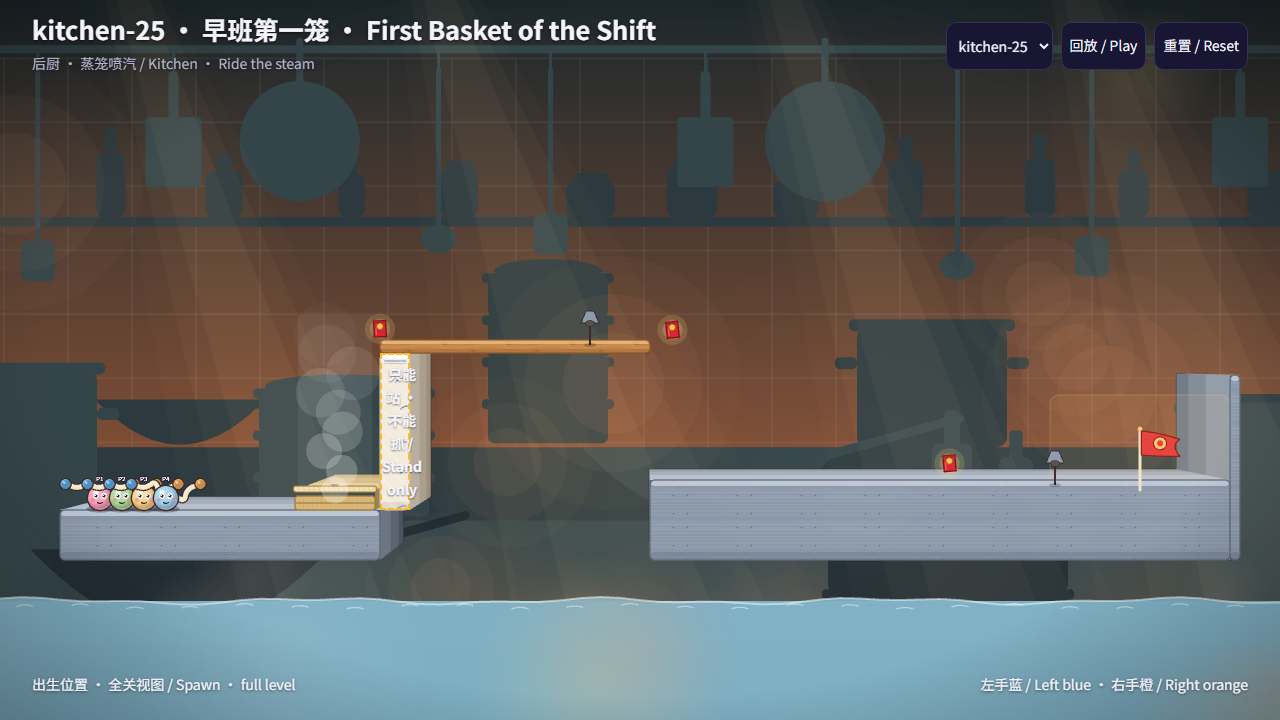 kitchen-25 · 早班第一笼 · First Basket of the Shift
后厨 · 蒸笼喷汽 / Kitchen · Ride the steam
kitchen-25
回放 / Play
重置 / Reset
只能
站 ·
不能
抓 /
Stand
only
P1 P2 P3 P4
出生位置 · 全关视图 / Spawn · full level
左手蓝 / Left blue · 右手橙 / Right orange